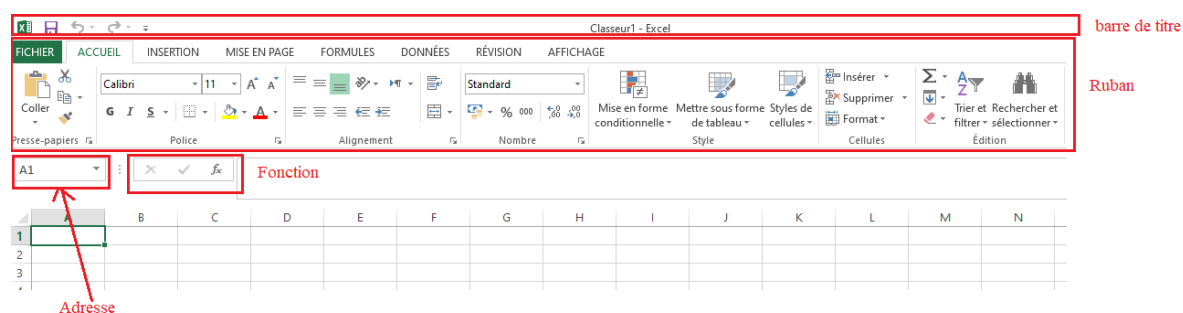 Classeur1 - Excel
barre de titre
FICHIER ACCUEIL INSERTION MISE EN PAGE FORMULES DONNÉES RÉVISION AFFICHAGE
Ruban
Coller
Calibri 11
G I S A
Standard
% 000
Mise en forme conditionnelle
Mettre sous forme de tableau
Styles de cellules
Insérer
Supprimer
Format
Trier et filtrer
Rechercher et sélectionner
Presse-papiers Police Alignement Nombre Style Cellules Édition
A1 fx Fonction
A B C D E F G H I J K L M N
1
2
3
Adresse